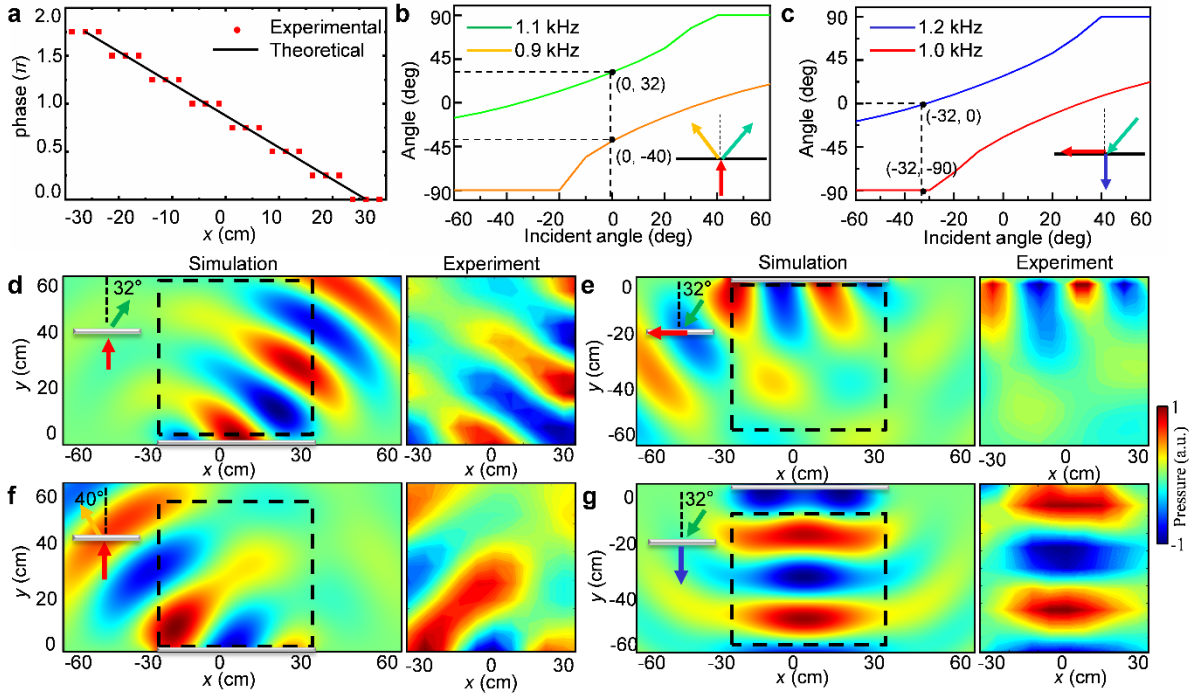 a
2.0
1.5
1.0
0.5
0.0
phase (π)
Experimental
Theoretical
-30 -20 -10 0 10 20 30
x (cm)
b
90
45
0
-45
-90
Angle (deg)
1.1 kHz
0.9 kHz
(0, 32)
(0, -40)
-60 -40 -20 0 20 40 60
Incident angle (deg)
c
90
45
0
-45
-90
Angle (deg)
1.2 kHz
1.0 kHz
(-32, 0)
(-32, -90)
-60 -40 -20 0 20 40 60
Incident angle (deg)
Simulation Experiment
d
60
40
20
0
y (cm)
32°
-60 -30 0 30 60
x (cm)
-30 0 30
x (cm)
Simulation Experiment
e
0
-20
-40
-60
y (cm)
32°
-60 -30 0 30 60
x (cm)
-30 0 30
x (cm)
f
60
40
20
0
y (cm)
40°
-60 -30 0 30 60
x (cm)
-30 0 30
x (cm)
g
0
-20
-40
-60
y (cm)
32°
-60 -30 0 30 60
x (cm)
-30 0 30
x (cm)
1
-1
Pressure (a.u.)